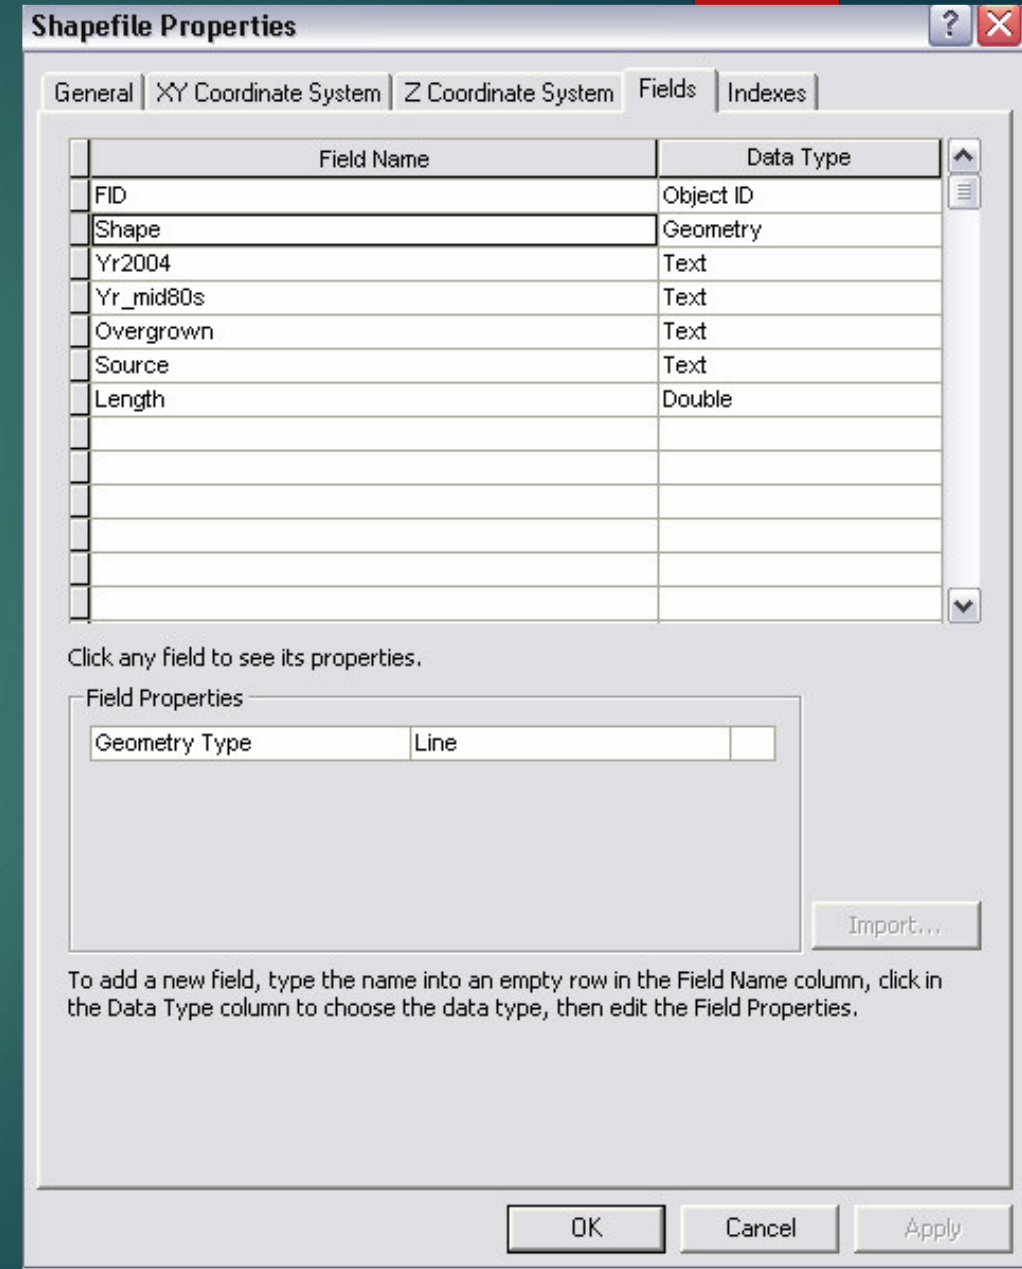 Shapefile Properties
General XY Coordinate System Z Coordinate System Fields Indexes
Field Name Data Type
FID Object ID
Shape Geometry
Yr2004 Text
Yr_mid80s Text
Overgrown Text
Source Text
Length Double
Click any field to see its properties.
Field Properties
Geometry Type Line
Import...
To add a new field, type the name into an empty row in the Field Name column, click in
the Data Type column to choose the data type, then edit the Field Properties.
OK Cancel Apply